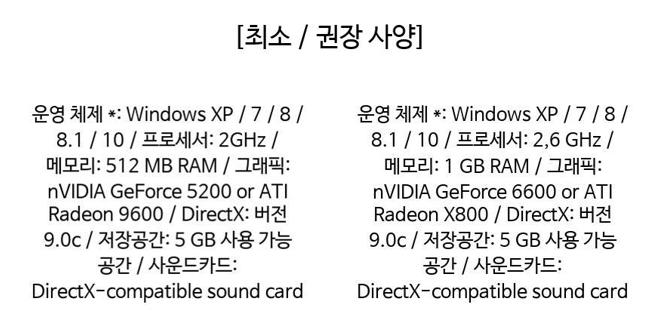 [최소 / 권장 사양]
운영 체제 *: Windows XP / 7 / 8 /
8.1 / 10 / 프로세서: 2GHz /
메모리: 512 MB RAM / 그래픽:
nVIDIA GeForce 5200 or ATI
Radeon 9600 / DirectX: 버전
9.0c / 저장공간: 5 GB 사용 가능
공간 / 사운드카드:
DirectX-compatible sound card
운영 체제 *: Windows XP / 7 / 8 /
8.1 / 10 / 프로세서: 2,6 GHz /
메모리: 1 GB RAM / 그래픽:
nVIDIA GeForce 6600 or ATI
Radeon X800 / DirectX: 버전
9.0c / 저장공간: 5 GB 사용 가능
공간 / 사운드카드:
DirectX-compatible sound card